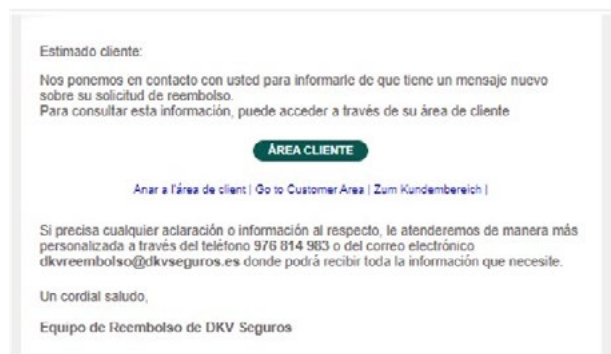 Estimado cliente:
Nos ponemos en contacto con usted para informarle de que tiene un mensaje nuevo
sobre su solicitud de reembolso.
Para consultar esta información, puede acceder a través de su área de cliente
ÁREA CLIENTE
Anar a l'área de client | Go to Customer Area | Zum Kundembereich |
Si precisa cualquier aclaración o información al respecto, le atenderemos de manera más
personalizada a través del teléfono 976 814 983 o del correo electrónico
dkvreembolso@dkvseguros.es donde podrá recibir toda la información que necesite.
Un cordial saludo,
Equipo de Reembolso de DKV Seguros